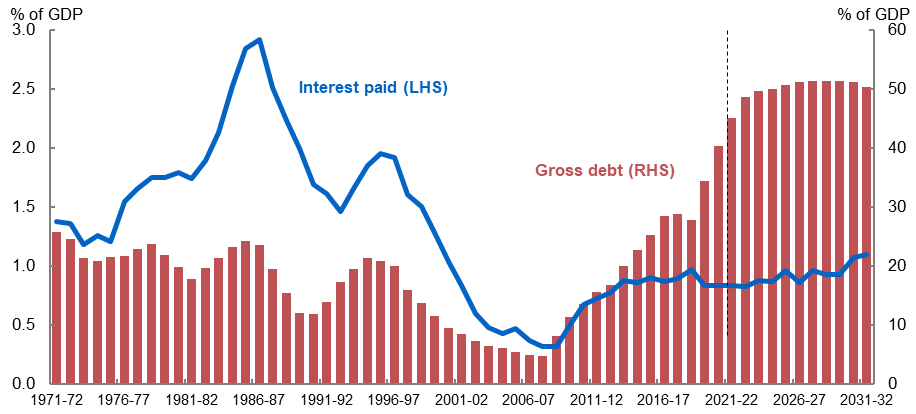 % of GDP
% of GDP
3.0
60
2.5
Interest paid (LHS)
50
2.0
40
Gross debt (RHS)
1.5
30
1.0
20
0.5
10
0.0
0
1971-72 1976-77 1981-82 1986-87 1991-92 1996-97 2001-02 2006-07 2011-12 2016-17 2021-22 2026-27 2031-32